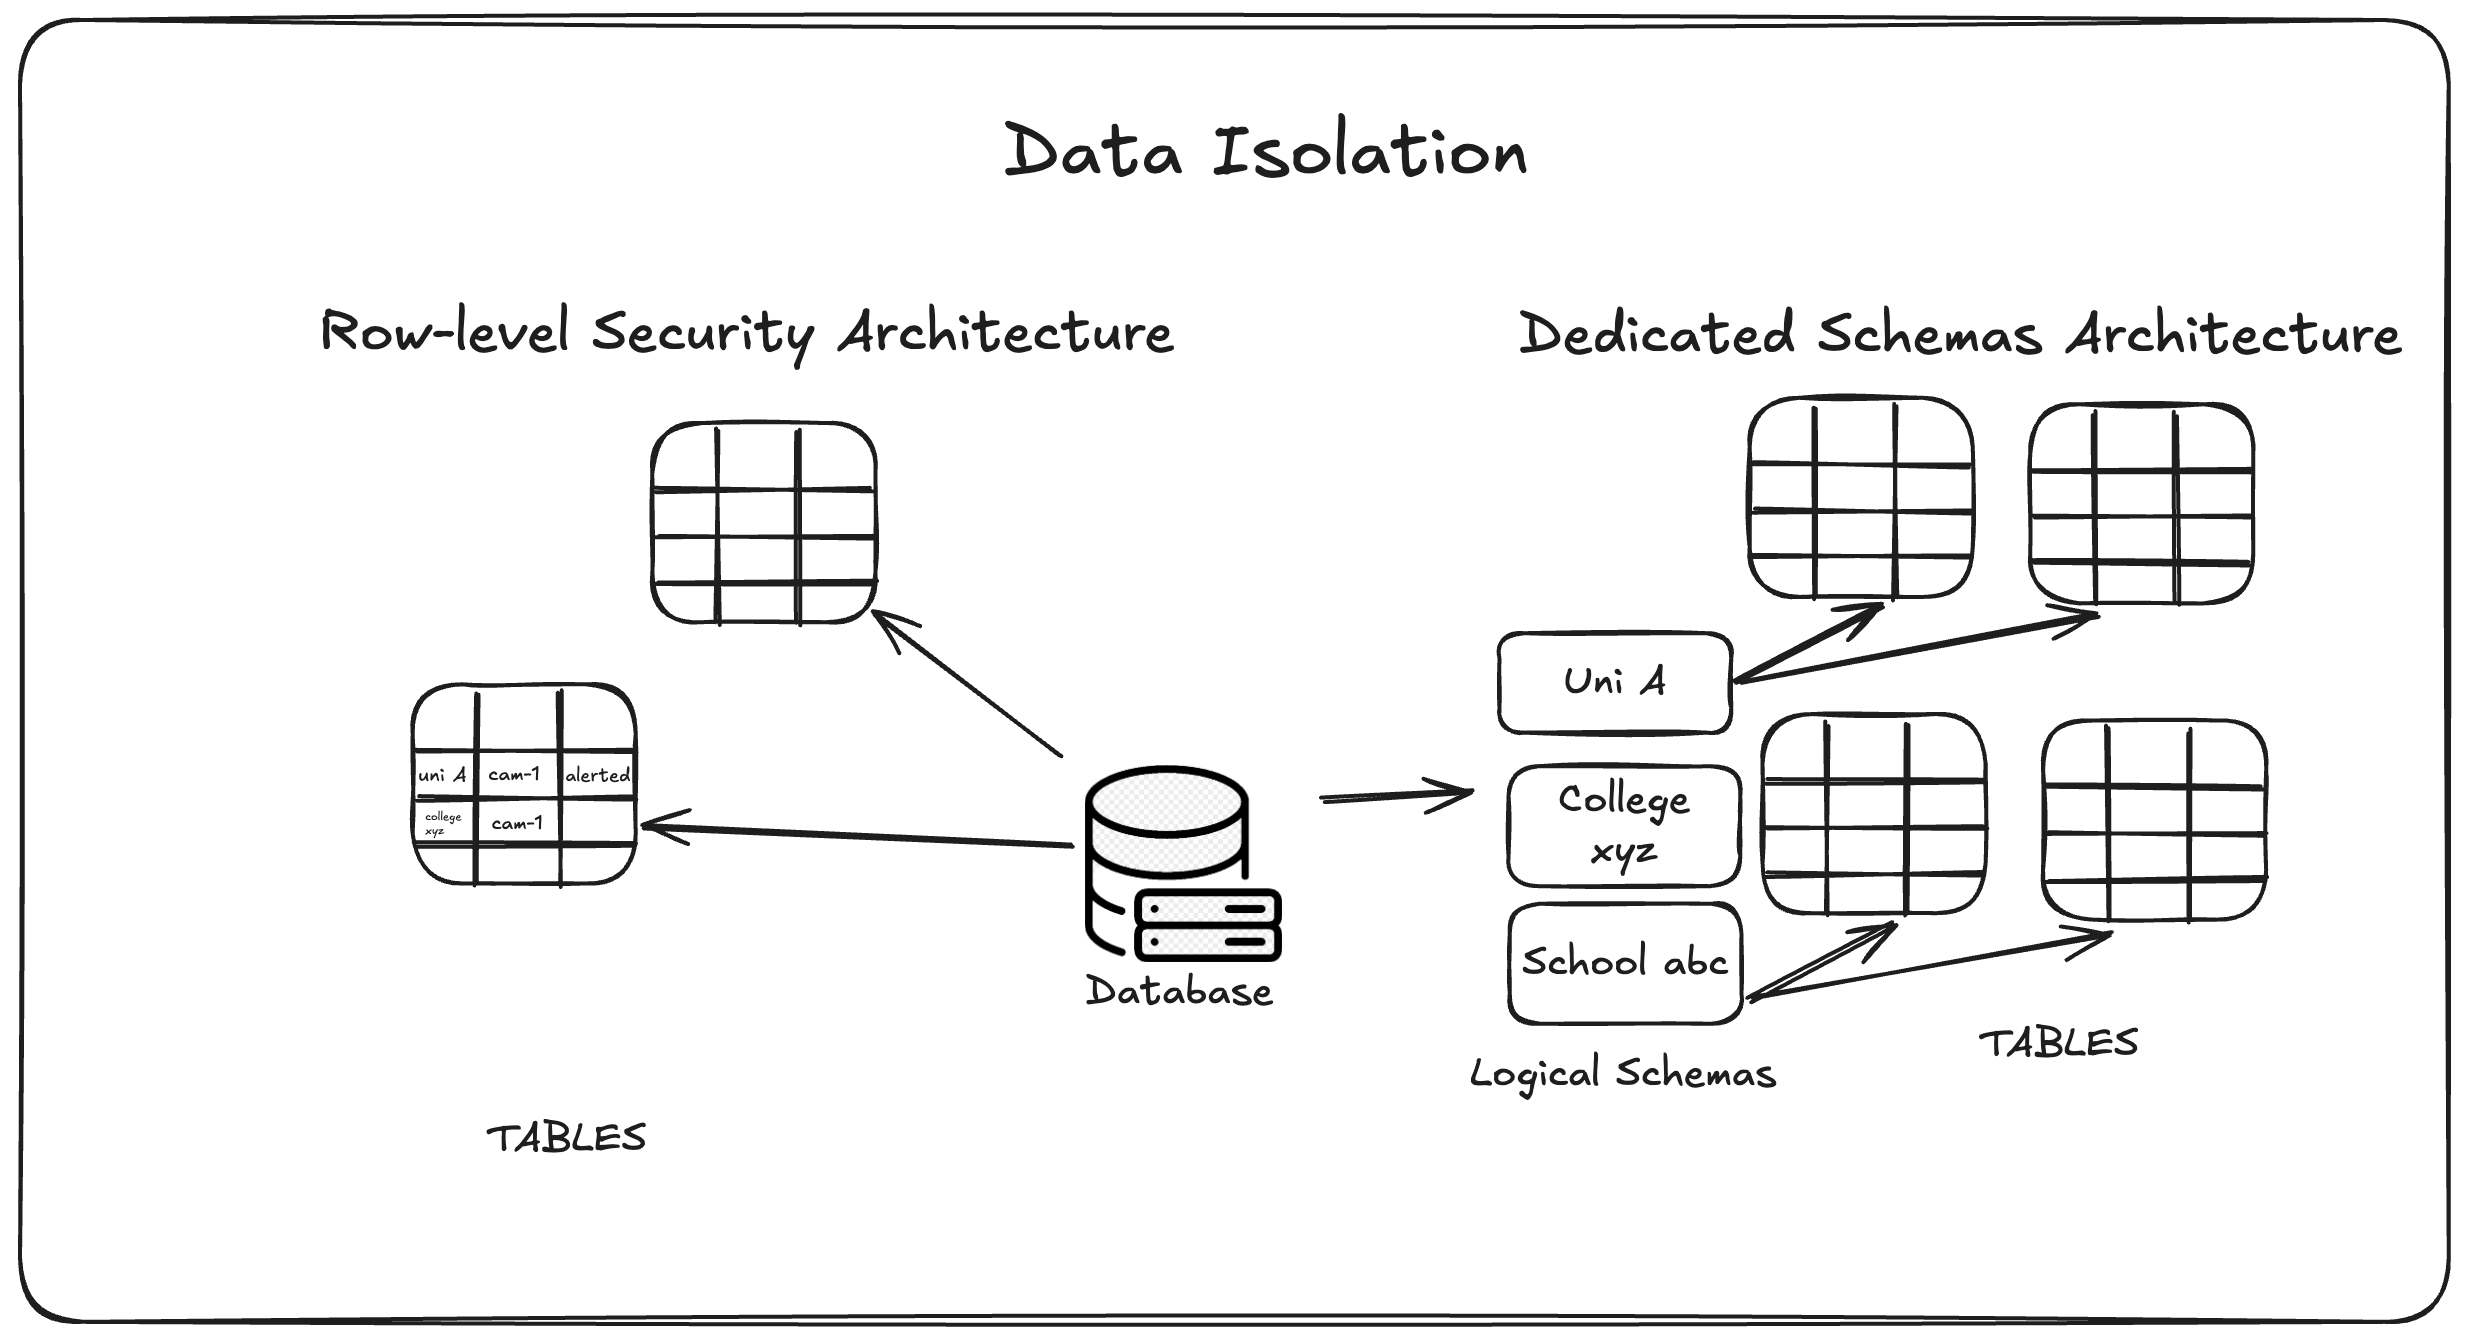 Data Isolation
Row-level Security Architecture
uni A cam-1 alerted
college
xyz
cam-1
TABLES
Database
Dedicated Schemas Architecture
Uni A
College
xyz
School abc
Logical Schemas
TABLES